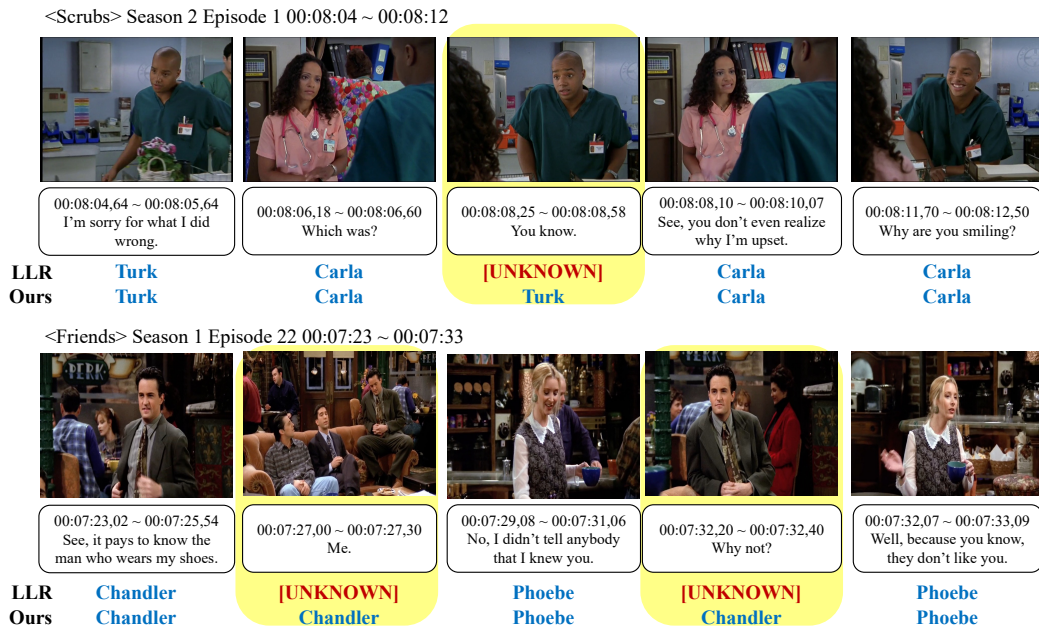 <Scrubs> Season 2 Episode 1 00:08:04 ~ 00:08:12
00:08:04,64 ~ 00:08:05,64
I'm sorry for what I did
wrong.
00:08:06,18 ~ 00:08:06,60
Which was?
00:08:08,25 ~ 00:08:08,58
You know.
00:08:08,10 ~ 00:08:10,07
See, you don't even realize
why I'm upset.
00:08:11,70 ~ 00:08:12,50
Why are you smiling?
LLR Turk Carla [UNKNOWN] Carla Carla
Ours Turk Carla Turk Carla Carla
<Friends> Season 1 Episode 22 00:07:23 ~ 00:07:33
PERK
PERK
00:07:23,02 ~ 00:07:25,54
See, it pays to know the
man who wears my shoes.
00:07:27,00 ~ 00:07:27,30
Me.
00:07:29,08 ~ 00:07:31,06
No, I didn't tell anybody
that I knew you.
00:07:32,20 ~ 00:07:32,40
Why not?
00:07:32,07 ~ 00:07:33,09
Well, because you know,
they don't like you.
LLR Chandler [UNKNOWN] Phoebe [UNKNOWN] Phoebe
Ours Chandler Chandler Phoebe Chandler Phoebe